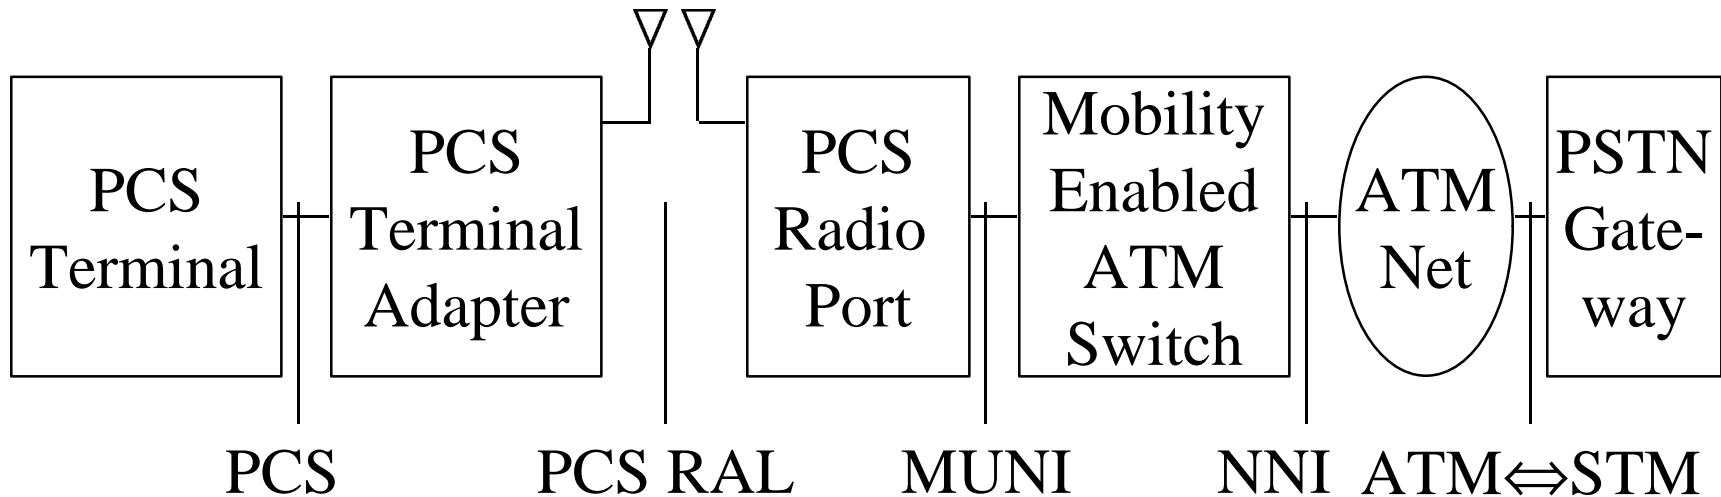 PCS
Terminal
PCS
Terminal
Adapter
PCS
Radio
Port
Mobility
Enabled
ATM
Switch
ATM
Net
PSTN
Gate-
way
PCS
PCS RAL
MUNI
NNI
ATM⇔STM